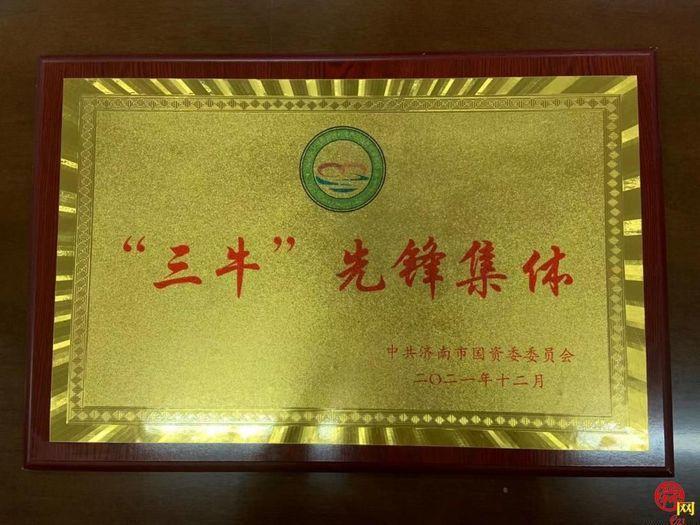 “三牛”先锋集体
中共济南市国资委委员会
二〇二一年十二月
网